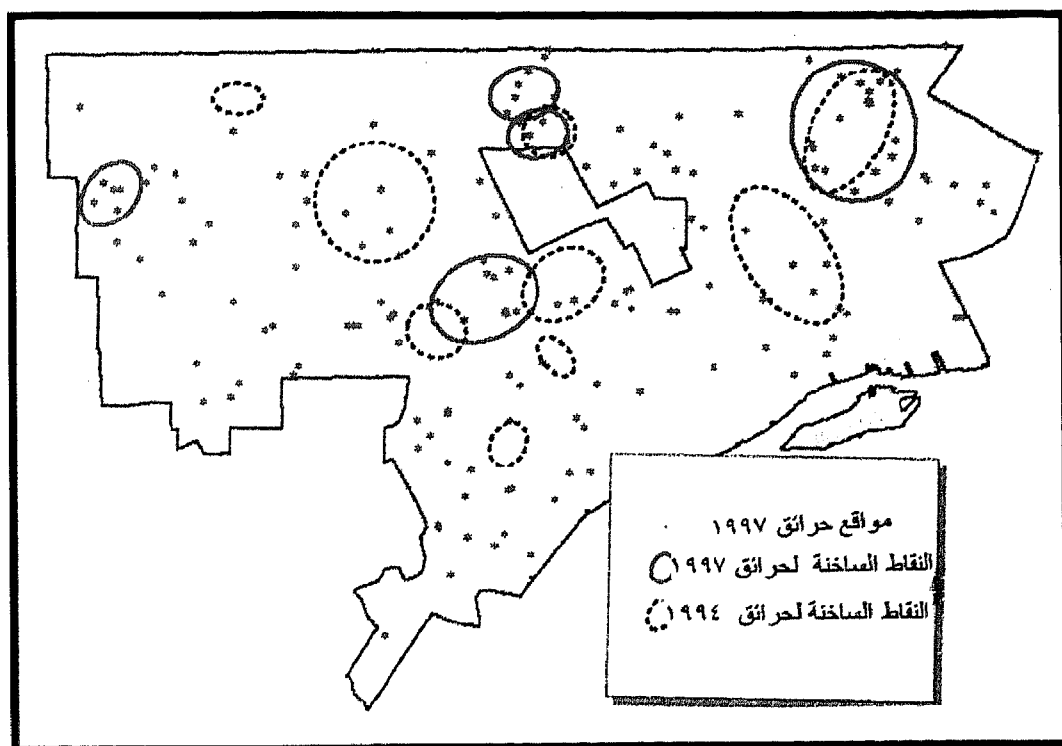 مواقع حرائق ١٩٩٧
النقاط الساخنة لحرائق ١٩٩٧
النقاط الساخنة لحرائق ١٩٩٤